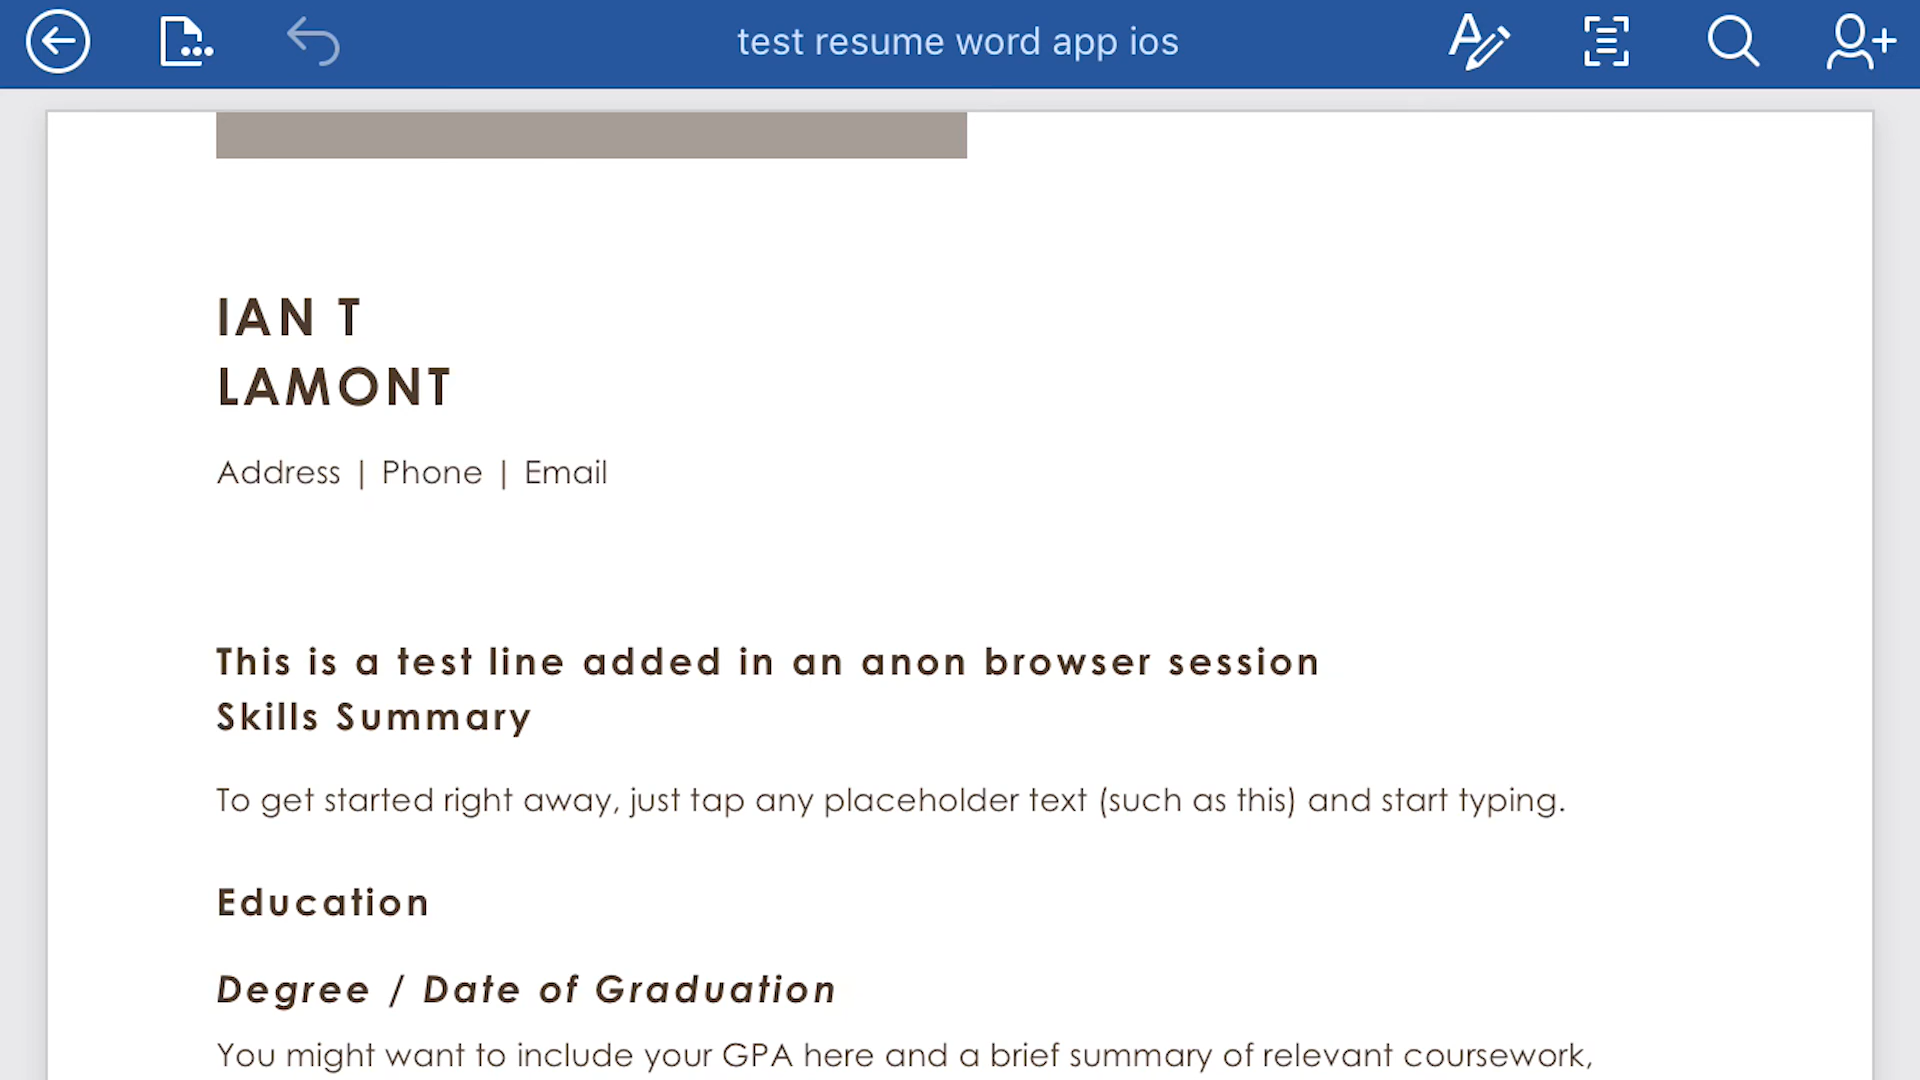 test resume word app ios
IAN T
LAMONT
Address | Phone | Email
This is a test line added in an anon browser session
Skills Summary
To get started right away, just tap any placeholder text (such as this) and start typing.
Education
Degree / Date of Graduation
You might want to include your GPA here and a brief summary of relevant coursework,